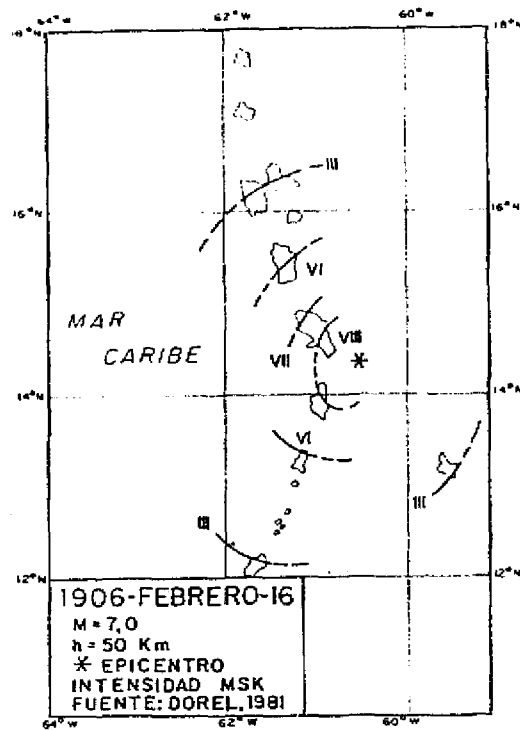 64°W 62°W 60°W
18°N 18°N
III
16°N 16°N
VI
MAR
CARIBE
VIII
VII
14°N 14°N
VI
III
III
12°N 12°N
1906-FEBRERO-16
M=7,0
h=50 Km
* EPICENTRO
INTENSIDAD MSK
FUENTE: DOREL, 1981
64°W 62°W 60°W